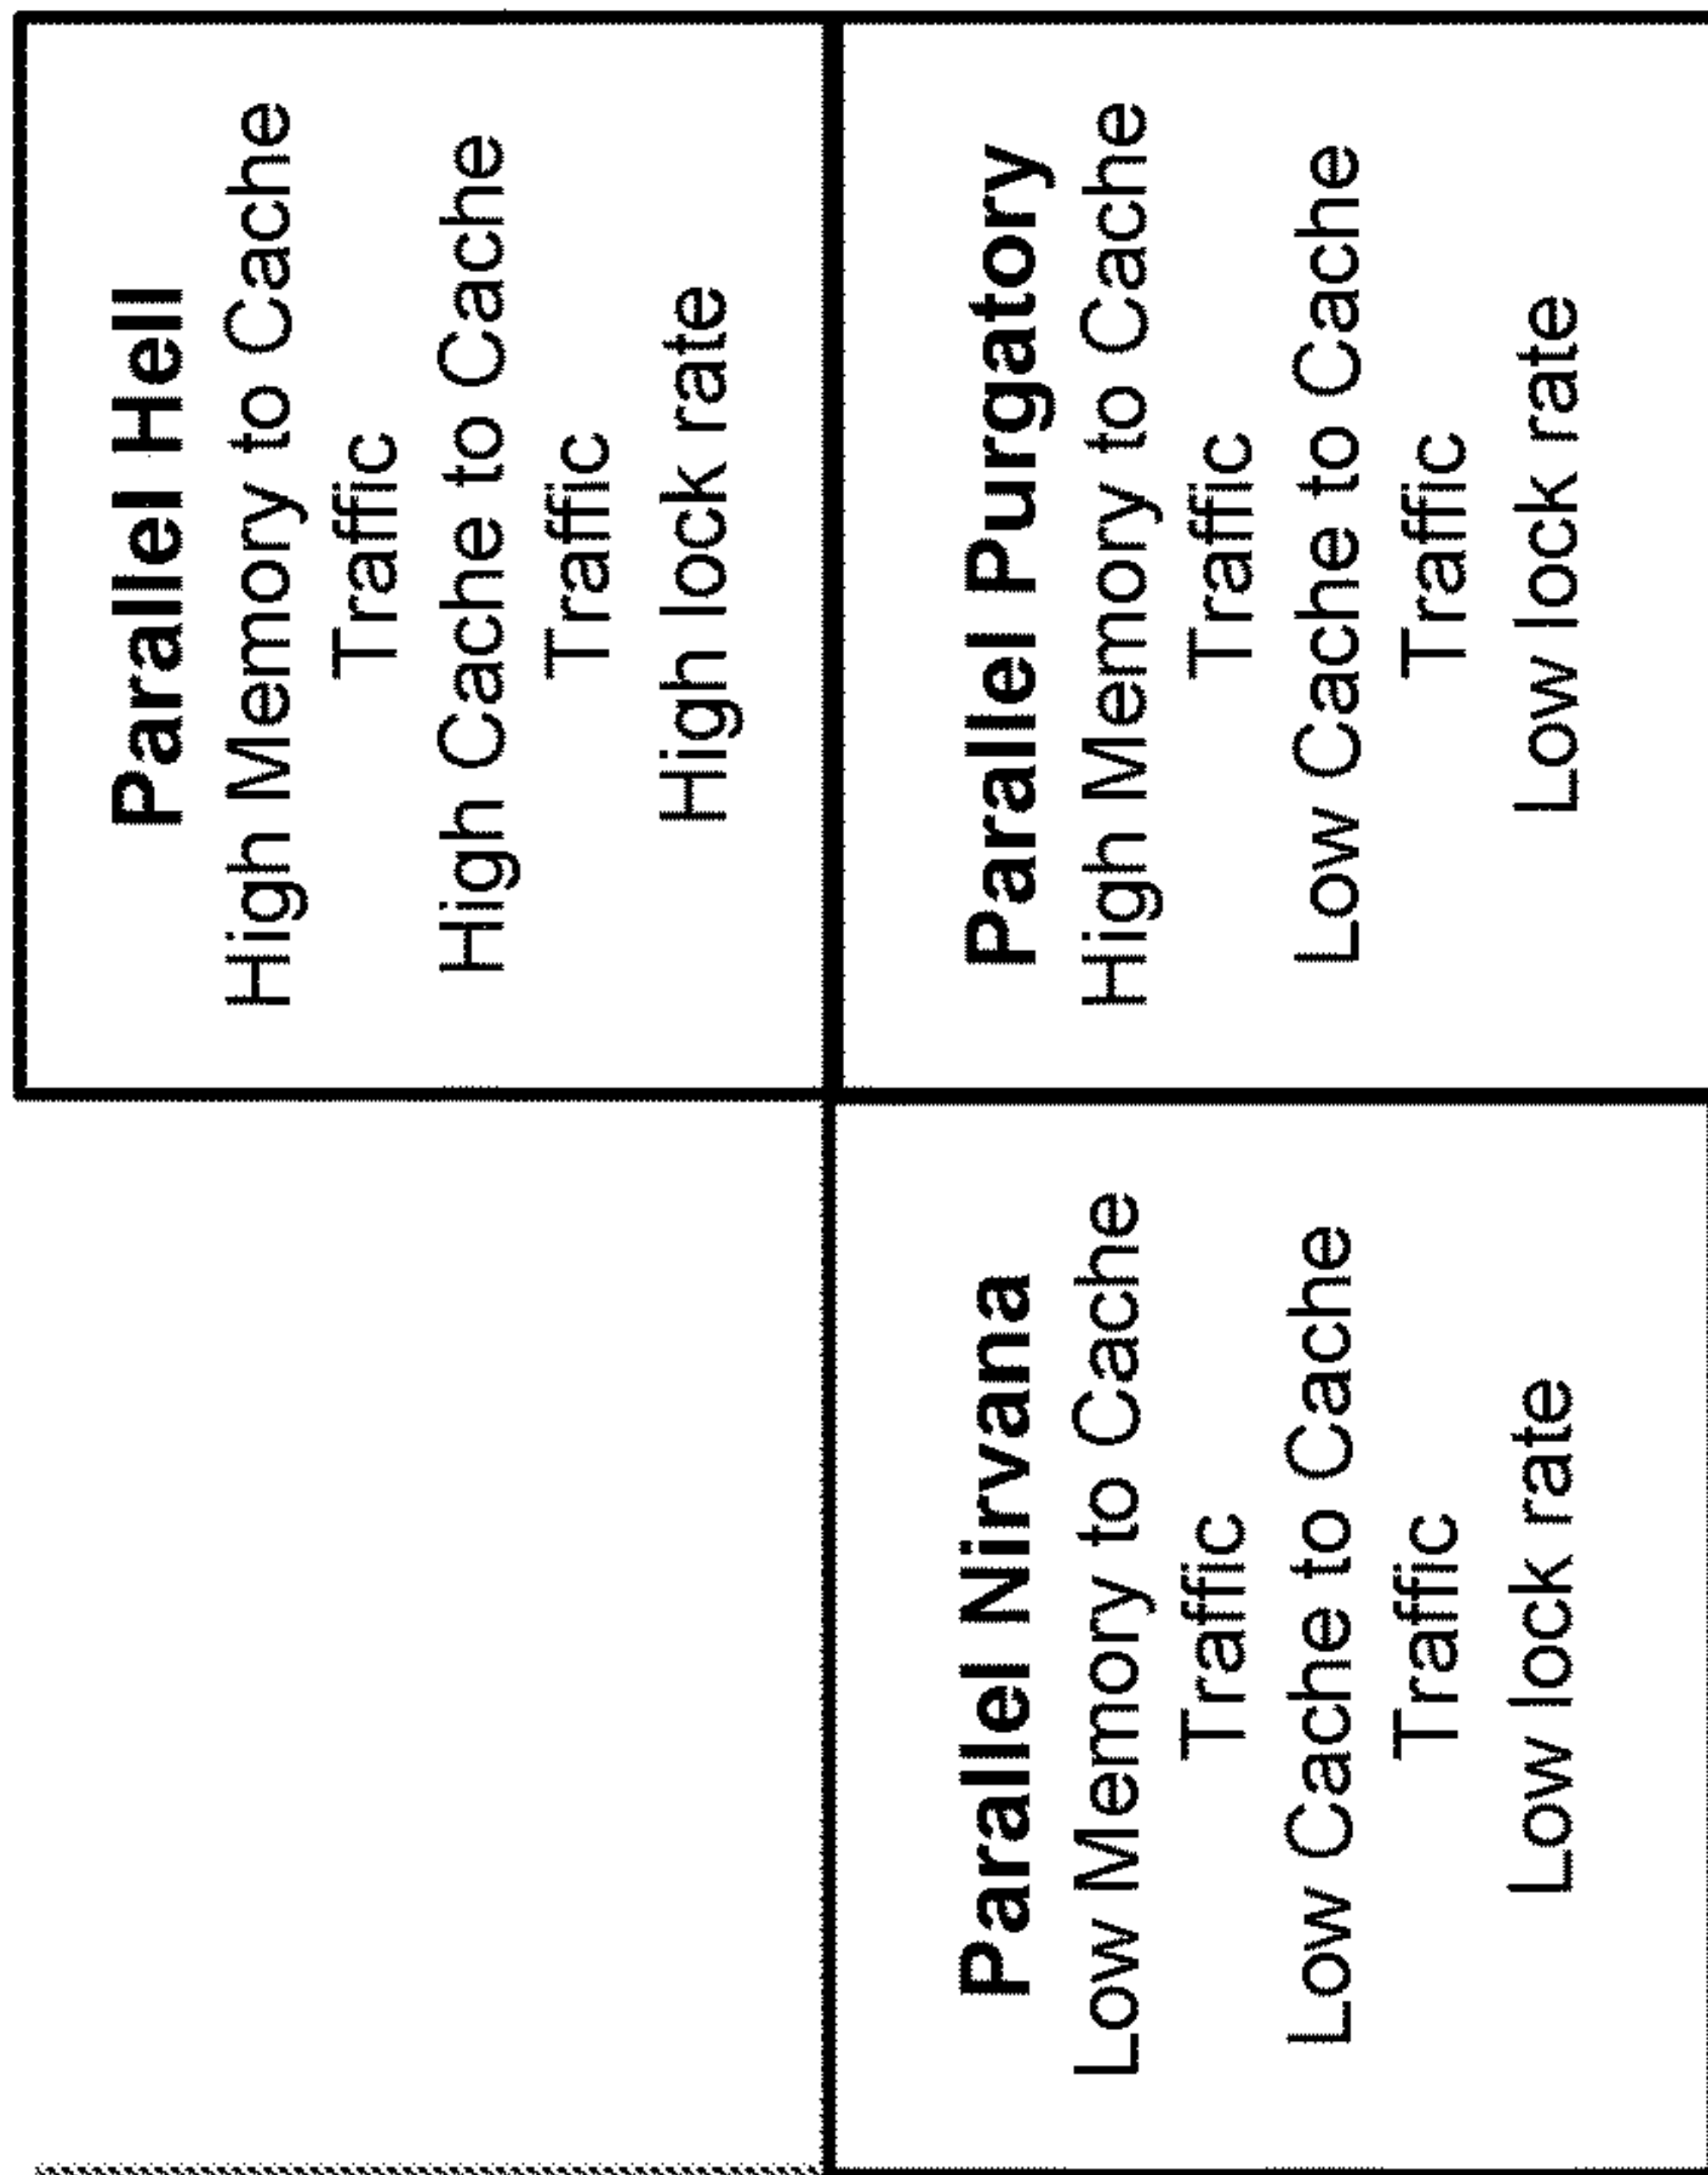 Parallel Hell
High Memory to Cache
Traffic
High Cache to Cache
Traffic
High lock rate
Parallel Nirvana
Low Memory to Cache
Traffic
Low Cache to Cache
Traffic
Low lock rate
Parallel Purgatory
High Memory to Cache
Traffic
Low Cache to Cache
Traffic
Low lock rate